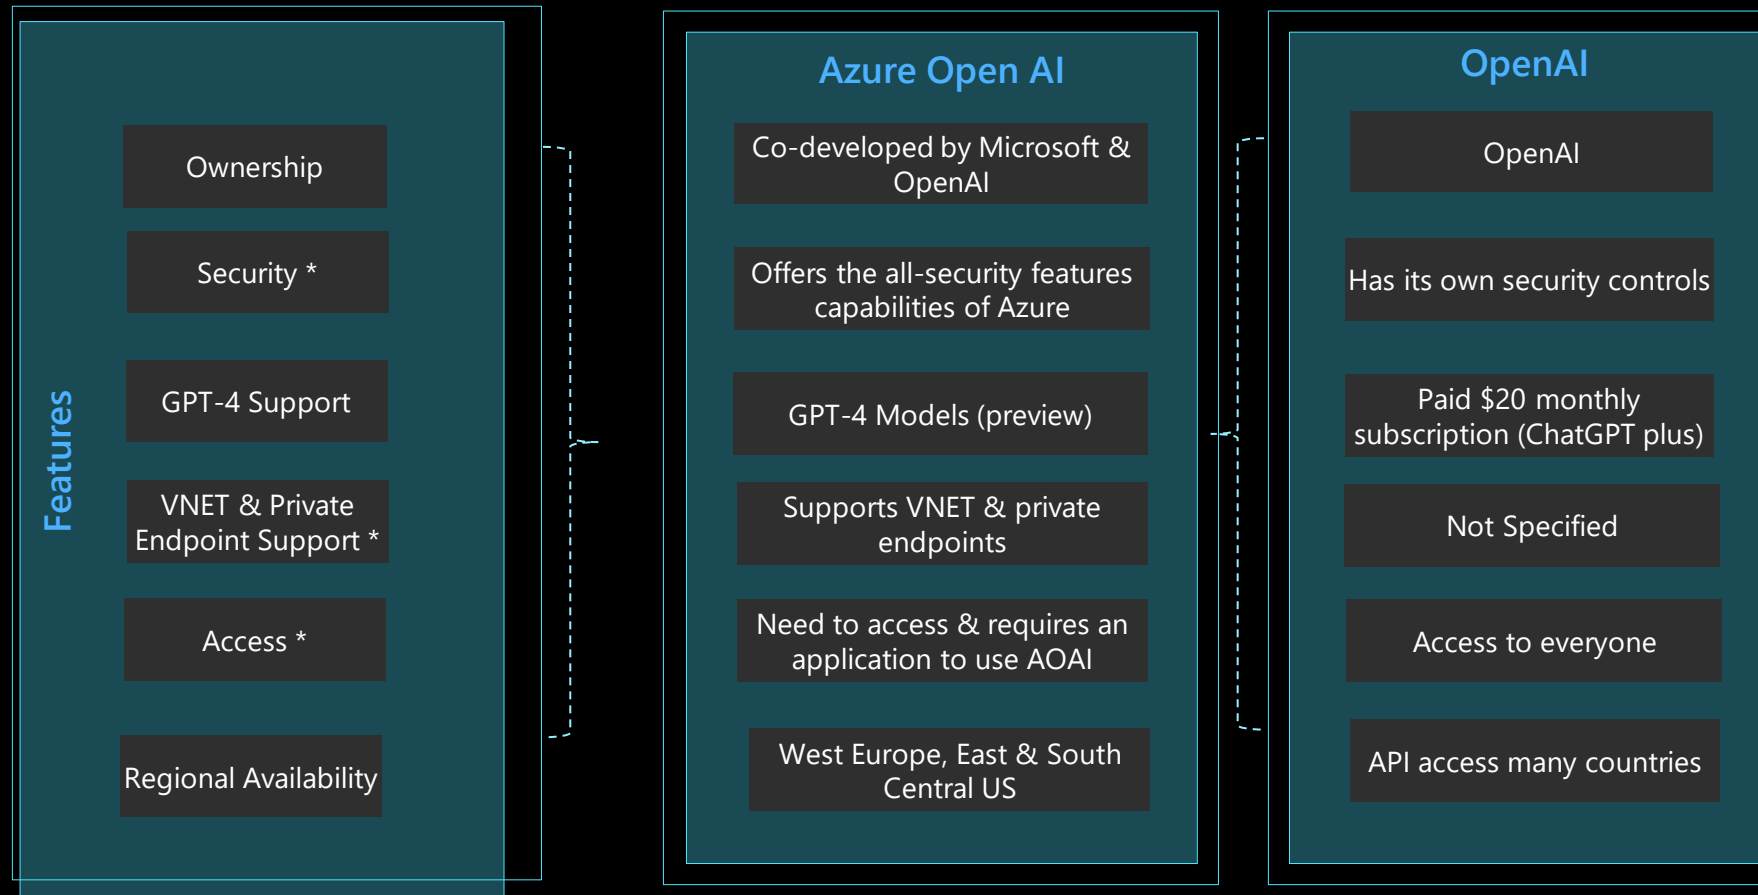 Features
Ownership
Security *
GPT-4 Support
VNET & Private
Endpoint Support *
Access *
Regional Availability
Azure Open AI
Co-developed by Microsoft &
OpenAI
Offers the all-security features
capabilities of Azure
GPT-4 Models (preview)
Supports VNET & private
endpoints
Need to access & requires an
application to use AOAI
West Europe, East & South
Central US
OpenAI
OpenAI
Has its own security controls
Paid $20 monthly
subscription (ChatGPT plus)
Not Specified
Access to everyone
API access many countries